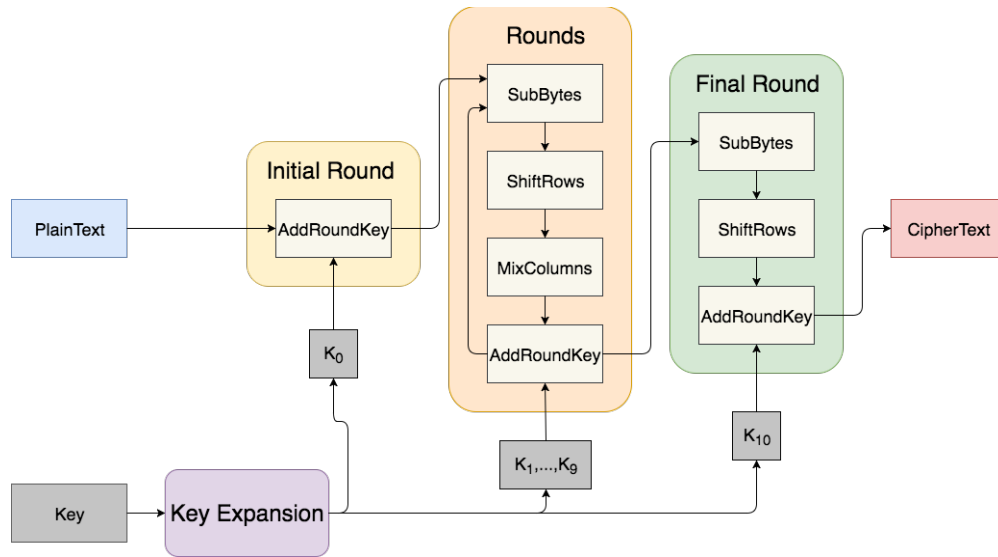 Rounds
SubBytes
ShiftRows
MixColumns
AddRoundKey
Final Round
SubBytes
ShiftRows
AddRoundKey
Initial Round
AddRoundKey
PlainText
CipherText
K₀
K₁,...,K₉
K₁₀
Key
Key Expansion